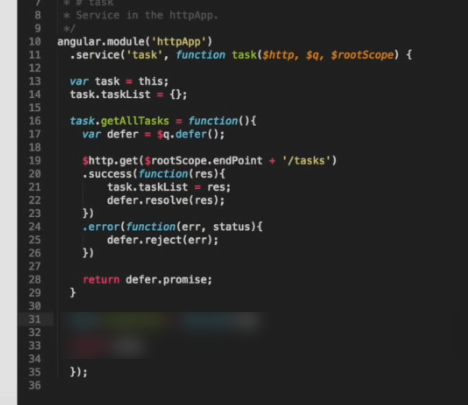 7 * # task
8 * Service in the httpApp.
9 */
10 angular.module('httpApp')
11 .service('task', function task($http, $q, $rootScope) {
12
13 var task = this;
14 task.taskList = {};
15
16 task.getAllTasks = function(){
17 var defer = $q.defer();
18
19 $http.get($rootScope.endPoint + '/tasks')
20 .success(function(res){
21 task.taskList = res;
22 defer.resolve(res);
23 })
24 .error(function(err, status){
25 defer.reject(err);
26 })
27
28 return defer.promise;
29 }
30
31
32
33
34
35 });
36